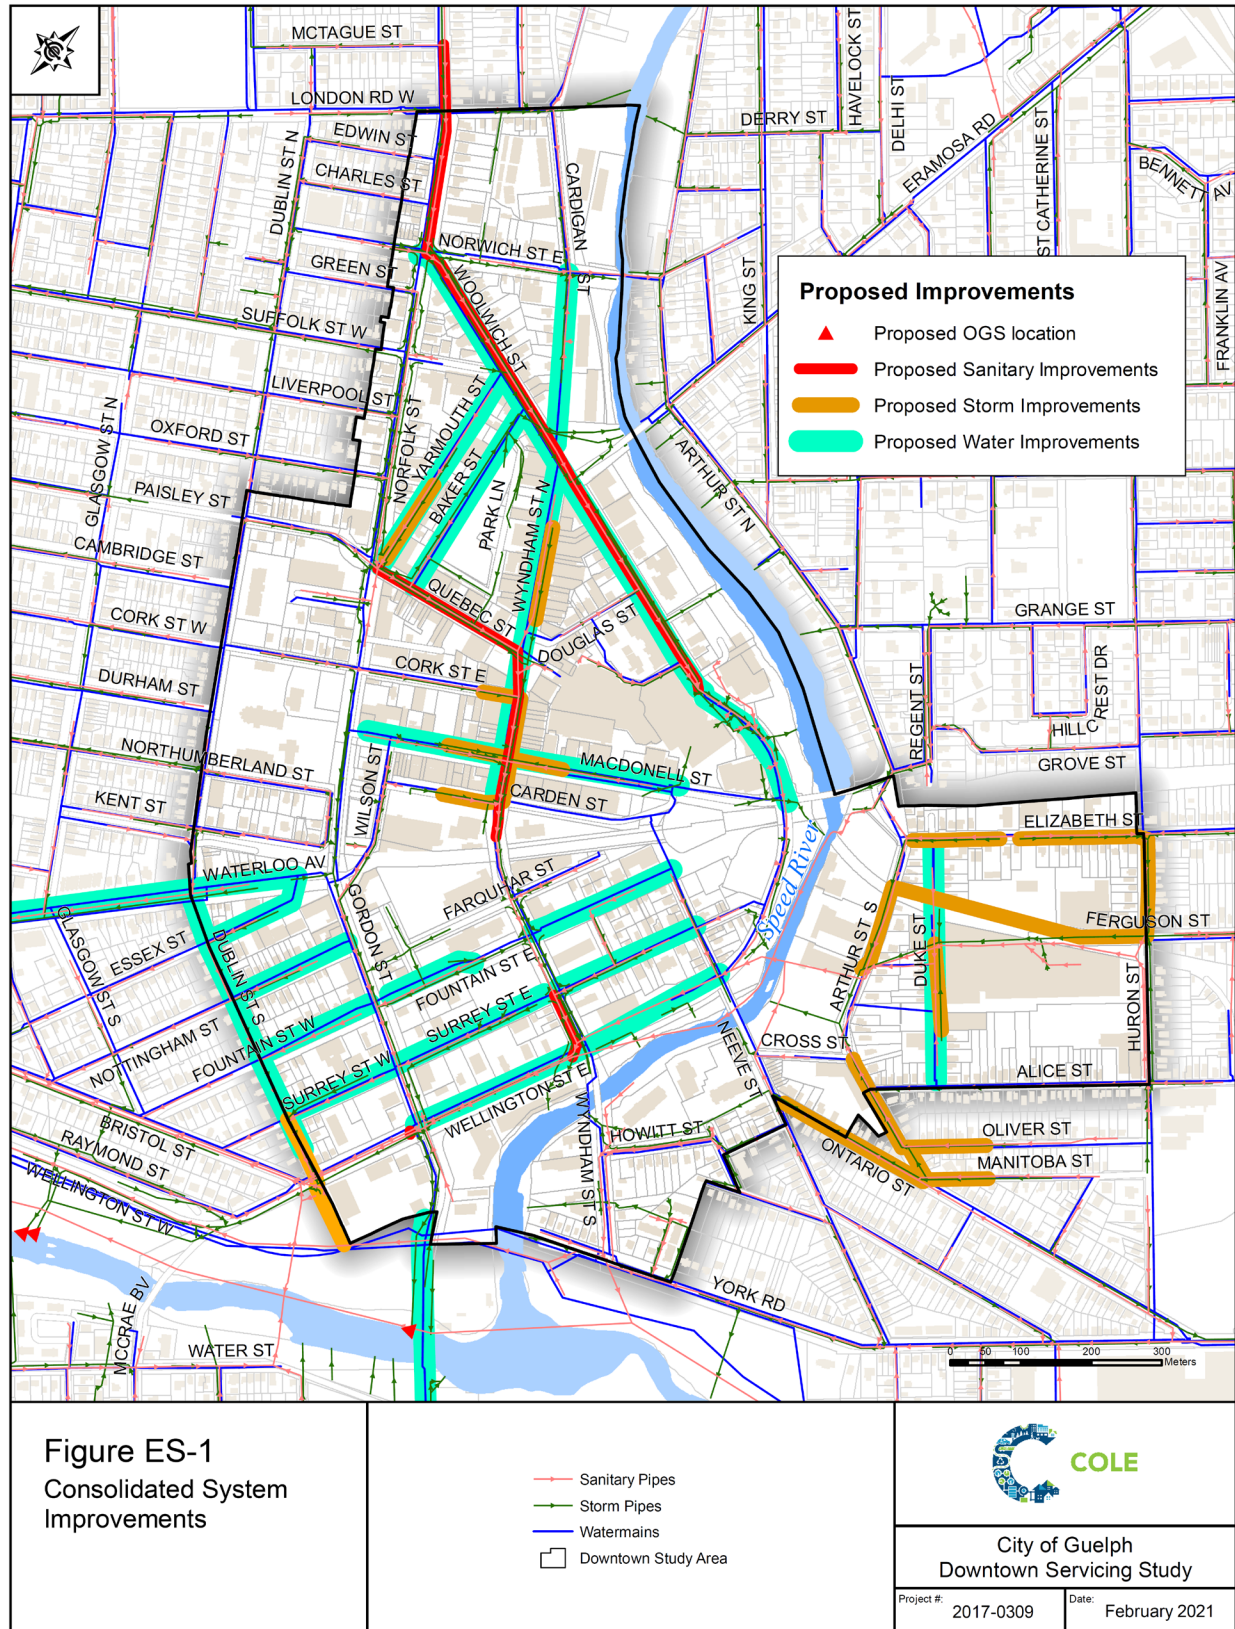 MCTAGUE ST
LONDON RD W
EDWIN ST
CHARLES ST
DUBLIN ST N
GREEN ST
SUFFOLK ST W
LIVERPOOL ST
OXFORD ST
GLASGOW ST N
PAISLEY ST
CAMBRIDGE ST
CORK ST W
DURHAM ST
NORTHUMBERLAND ST
KENT ST
CARDIGAN ST
NORWICH ST E
WOOLWICH ST
NORFOLK ST
YARMOUTH ST
BAKER ST
PARK LN
WYNDHAM ST N
QUEBEC ST
DOUGLAS ST
CORK ST E
MACDONELL ST
CARDEN ST
WILSON ST
DERRY ST
HAVELOCK ST
DELHI ST
ERAMOSA RD
ST CATHERINE ST
BENNETT AV
FRANKLIN AV
KING ST
ARTHUR ST N
Proposed Improvements
Proposed OGS location
Proposed Sanitary Improvements
Proposed Storm Improvements
Proposed Water Improvements
GRANGE ST
REGENT ST
HILLCREST DR
GROVE ST
ELIZABETH ST
FERGUSON ST
ARTHUR ST S
DUKE ST
HURON ST
CROSS ST
ALICE ST
OLIVER ST
MANITOBA ST
ONTARIO ST
Speed River
WATERLOO AV
GORDON ST
FARQUHAR ST
ESSEX ST
GLASGOW ST S
DUBLIN ST S
FOUNTAIN ST E
SURREY ST E
NOTTINGHAM ST
FOUNTAIN ST W
SURREY ST W
WELLINGTON ST E
NEEVE ST
BRISTOL ST
RAYMOND ST
WELLINGTON ST W
HOWITT ST
WYNDHAM ST S
YORK RD
MCCRAE BV
WATER ST
0 50 100 200 300
Meters
Figure ES-1
Consolidated System
Improvements
Sanitary Pipes
Storm Pipes
Watermains
Downtown Study Area
COLE
City of Guelph
Downtown Servicing Study
Project #: 2017-0309
Date: February 2021